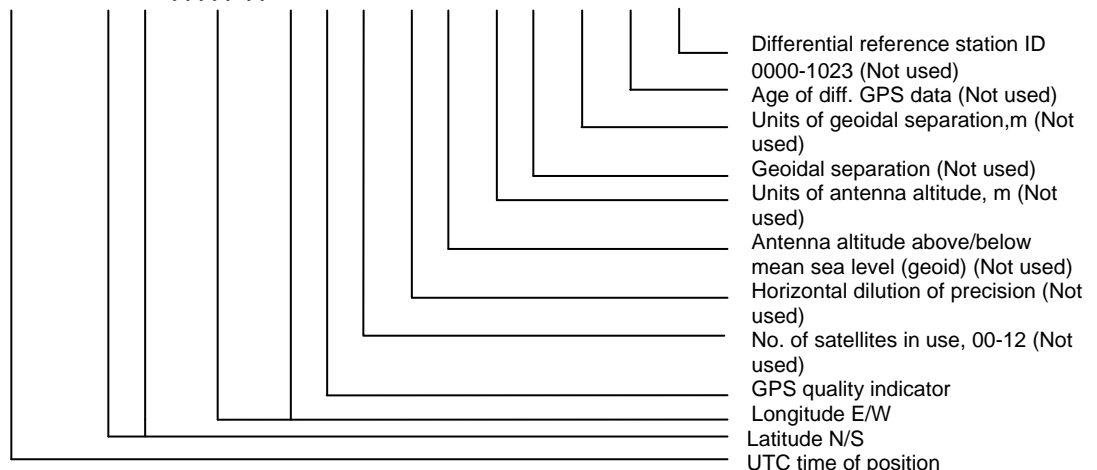 Differential reference station ID
0000-1023 (Not used)
Age of diff. GPS data (Not used)
Units of geoidal separation,m (Not
used)
Geoidal separation (Not used)
Units of antenna altitude, m (Not
used)
Antenna altitude above/below
mean sea level (geoid) (Not used)
Horizontal dilution of precision (Not
used)
No. of satellites in use, 00-12 (Not
used)
GPS quality indicator
Longitude E/W
Latitude N/S
UTC time of position